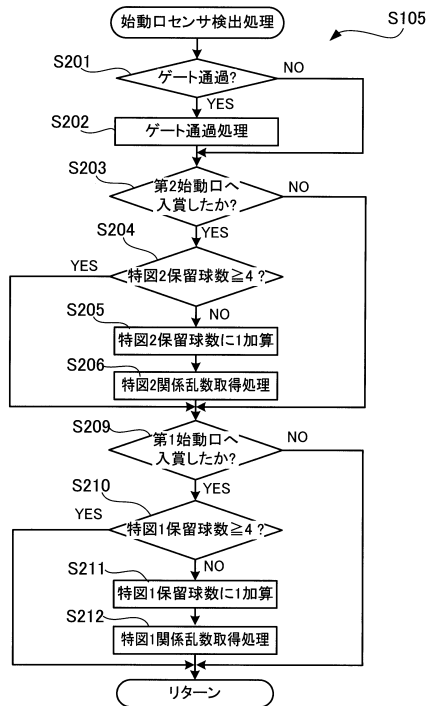 始動口センサ検出処理
S105
S201
ゲート通過?
NO
YES
S202
ゲート通過処理
S203
第2始動口へ
入賞したか?
NO
YES
S204
YES
特図2保留球数≧4?
NO
S205
特図2保留球数に1加算
S206
特図2関係乱数取得処理
S209
第1始動口へ
入賞したか?
NO
YES
S210
YES
特図1保留球数≧4?
NO
S211
特図1保留球数に1加算
S212
特図1関係乱数取得処理
リターン